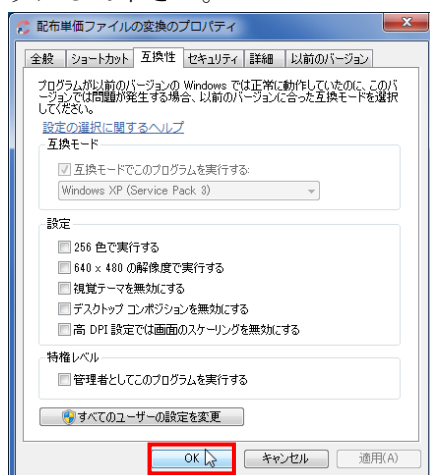 配布単価ファイルの変換のプロパティ
全般 ショートカット 互換性 セキュリティ 詳細 以前のバージョン
プログラムが以前のバージョンの Windows では正常に動作していたのに、このバ
ージョンでは問題が発生する場合、以前のバージョンに合った互換モードを選択
してください。
設定の選択に関するヘルプ
互換モード
互換モードでこのプログラムを実行する:
Windows XP (Service Pack 3)
設定
256 色で実行する
640 x 480 の解像度で実行する
視覚テーマを無効にする
デスクトップ コンポジションを無効にする
高 DPI 設定では画面のスケーリングを無効にする
特権レベル
管理者としてこのプログラムを実行する
すべてのユーザーの設定を変更
OK キャンセル 適用(A)